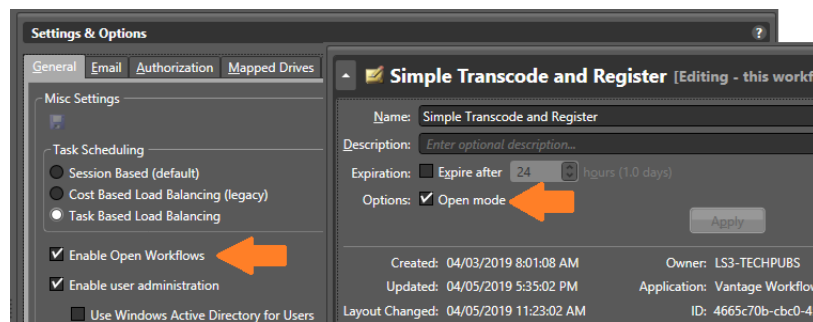 Settings & Options
?
General Email Authorization Mapped Drives
Misc Settings
Task Scheduling
Session Based (default)
Cost Based Load Balancing (legacy)
Task Based Load Balancing
Enable Open Workflows
Enable user administration
Use Windows Active Directory for Users
Simple Transcode and Register [Editing - this workf
Name: Simple Transcode and Register
Description: Enter optional description...
Expiration: Expire after 24 hours (1.0 days)
Options: Open mode
Apply
Created: 04/03/2019 8:01:08 AM Owner: LS3-TECHPUBS
Updated: 04/05/2019 5:35:02 PM Application: Vantage Workflow
Layout Changed: 04/05/2019 11:23:02 AM ID: 4665c70b-cbc0-4